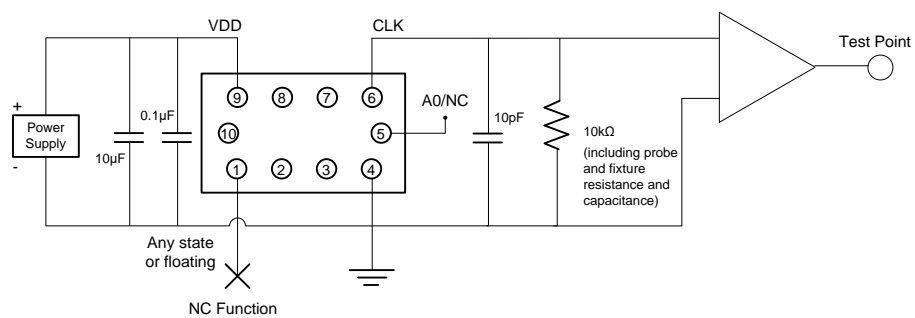 VDD
CLK
Test Point
9
8
7
6
A0/NC
+
Power
Supply
-
10µF
0.1µF
10
5
10pF
10kΩ
(including probe
and fixture
resistance and
capacitance)
1
2
3
4
Any state
or floating
NC Function